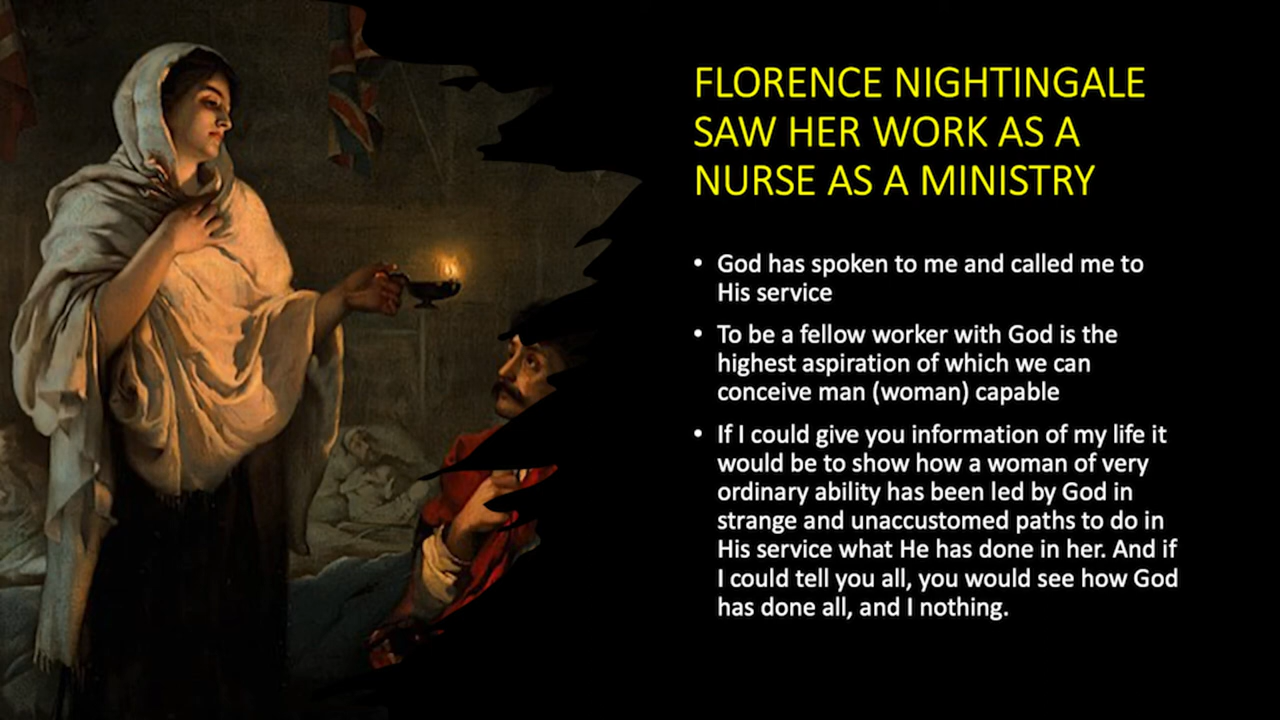 FLORENCE NIGHTINGALE
SAW HER WORK AS A
NURSE AS A MINISTRY
• God has spoken to me and called me to
His service
• To be a fellow worker with God is the
highest aspiration of which we can
conceive man (woman) capable
• If I could give you information of my life it
would be to show how a woman of very
ordinary ability has been led by God in
strange and unaccustomed paths to do in
His service what He has done in her. And if
I could tell you all, you would see how God
has done all, and I nothing.